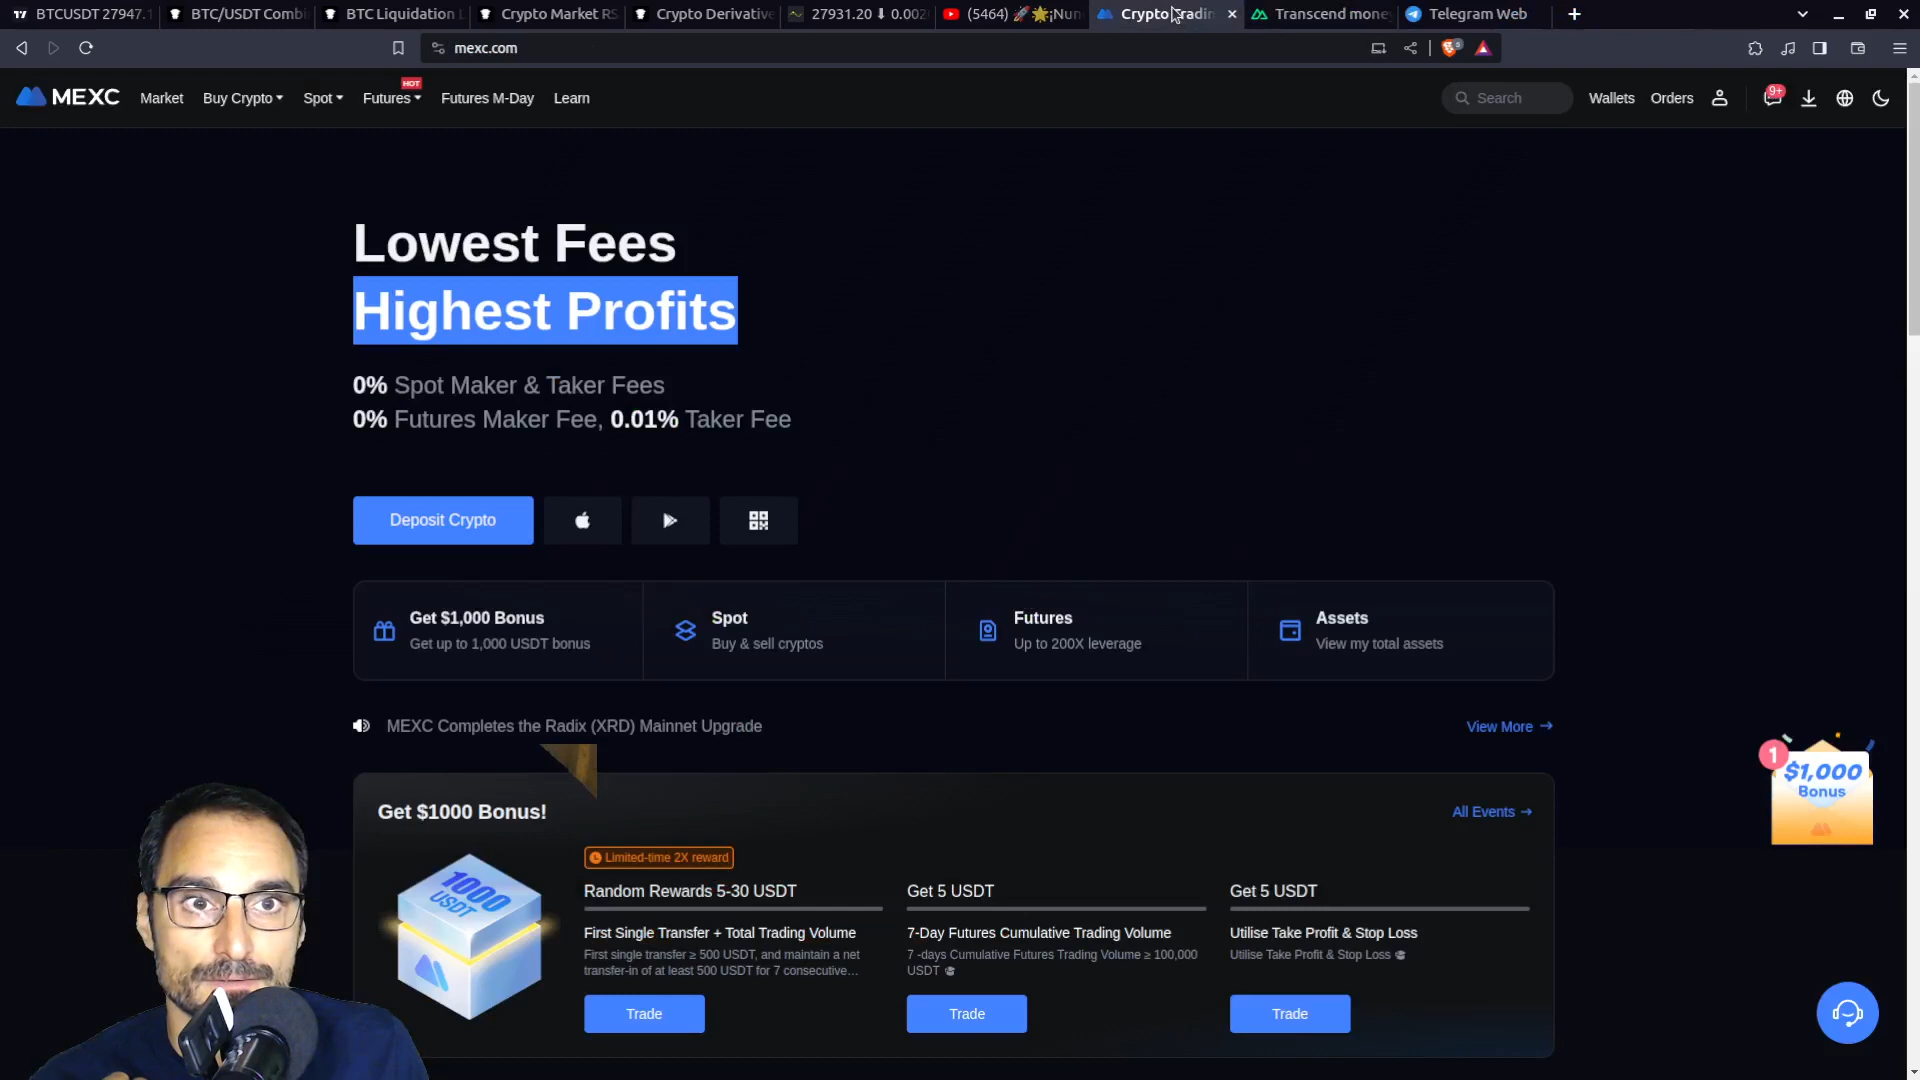 BTCUSDT 27947.1
BTC/USDT Combi
BTC Liquidation
Crypto Market RS
Crypto Derivative
27931.20 ⬇ 0.002
(5464) 🚀🌟¡Nun
Crypto Tradin
Transcend mone
Telegram Web
mexc.com
6
MEXC
Market
Buy Crypto
Spot
Futures
HOT
Futures M-Day
Learn
Search
Wallets
Orders
9+
Lowest Fees
Highest Profits
0% Spot Maker & Taker Fees
0% Futures Maker Fee, 0.01% Taker Fee
Deposit Crypto
Get $1,000 Bonus
Get up to 1,000 USDT bonus
Spot
Buy & sell cryptos
Futures
Up to 200X leverage
Assets
View my total assets
MEXC Completes the Radix (XRD) Mainnet Upgrade
View More →
1
$1,000
Bonus
Get $1000 Bonus!
All Events →
1000
USDT
Limited-time 2X reward
Random Rewards 5-30 USDT
First Single Transfer + Total Trading Volume
First single transfer ≥ 500 USDT, and maintain a net
transfer-in of at least 500 USDT for 7 consecutive...
Trade
Get 5 USDT
7-Day Futures Cumulative Trading Volume
7 -days Cumulative Futures Trading Volume ≥ 100,000
USDT
Trade
Get 5 USDT
Utilise Take Profit & Stop Loss
Utilise Take Profit & Stop Loss
Trade